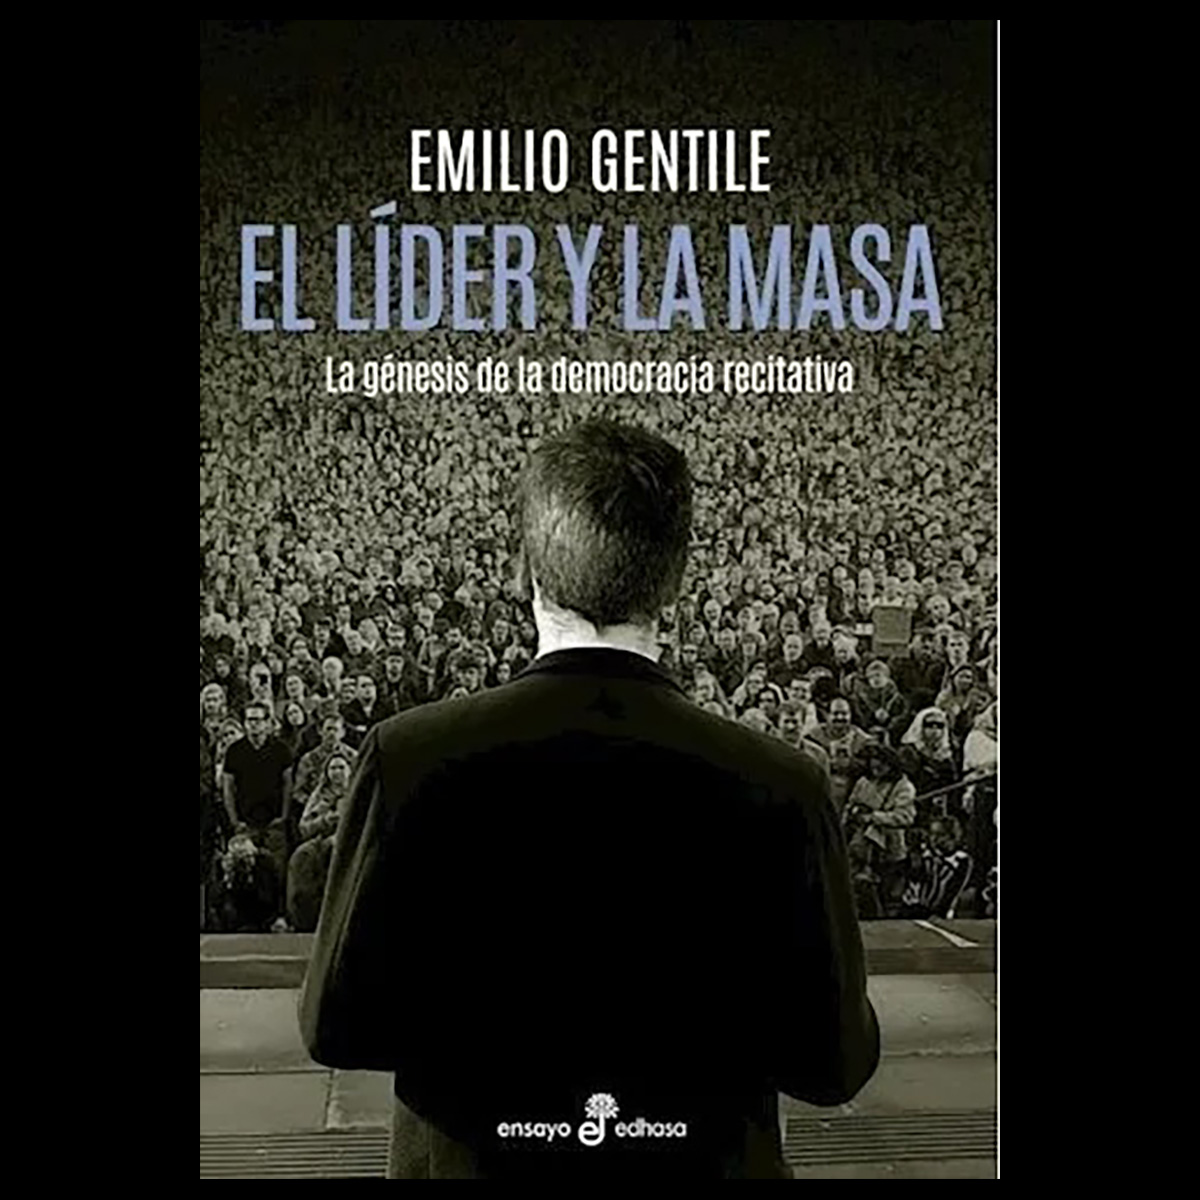 EMILIO GENTILE
EL LÍDER Y LA MASA
La génesis de la democracia recitativa
ensayo edhasa